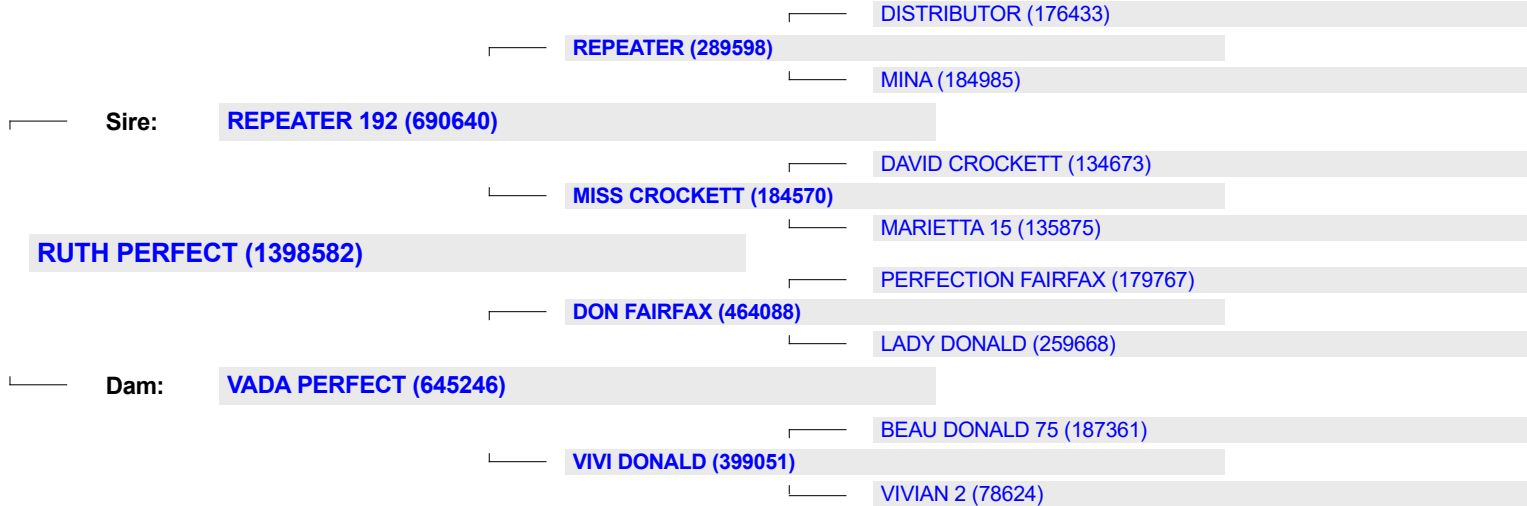 DISTRIBUTOR (176433)
REPEATER (289598)
MINA (184985)
Sire: REPEATER 192 (690640)
DAVID CROCKETT (134673)
MISS CROCKETT (184570)
MARIETTA 15 (135875)
RUTH PERFECT (1398582)
PERFECTION FAIRFAX (179767)
DON FAIRFAX (464088)
LADY DONALD (259668)
Dam: VADA PERFECT (645246)
BEAU DONALD 75 (187361)
VIVI DONALD (399051)
VIVIAN 2 (78624)